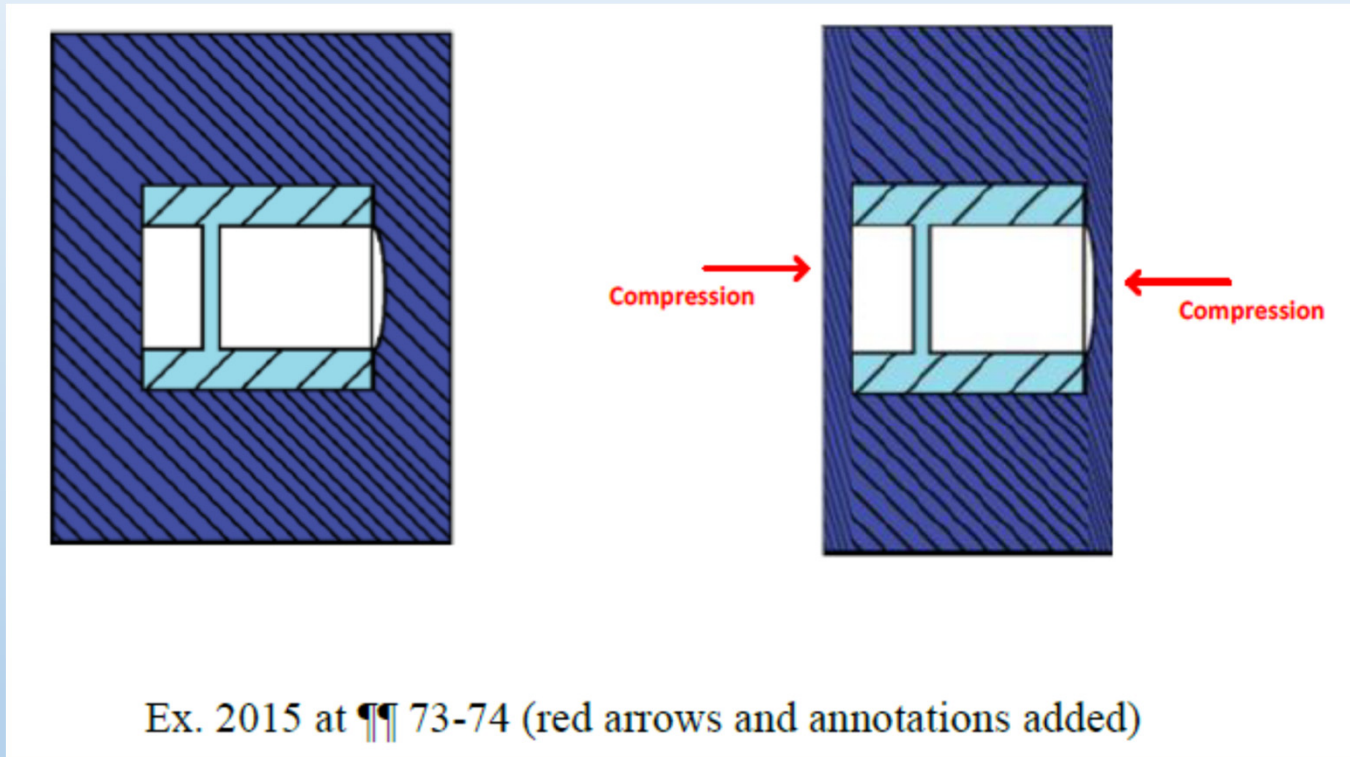 Compression
Compression
Ex. 2015 at ¶¶ 73-74 (red arrows and annotations added)